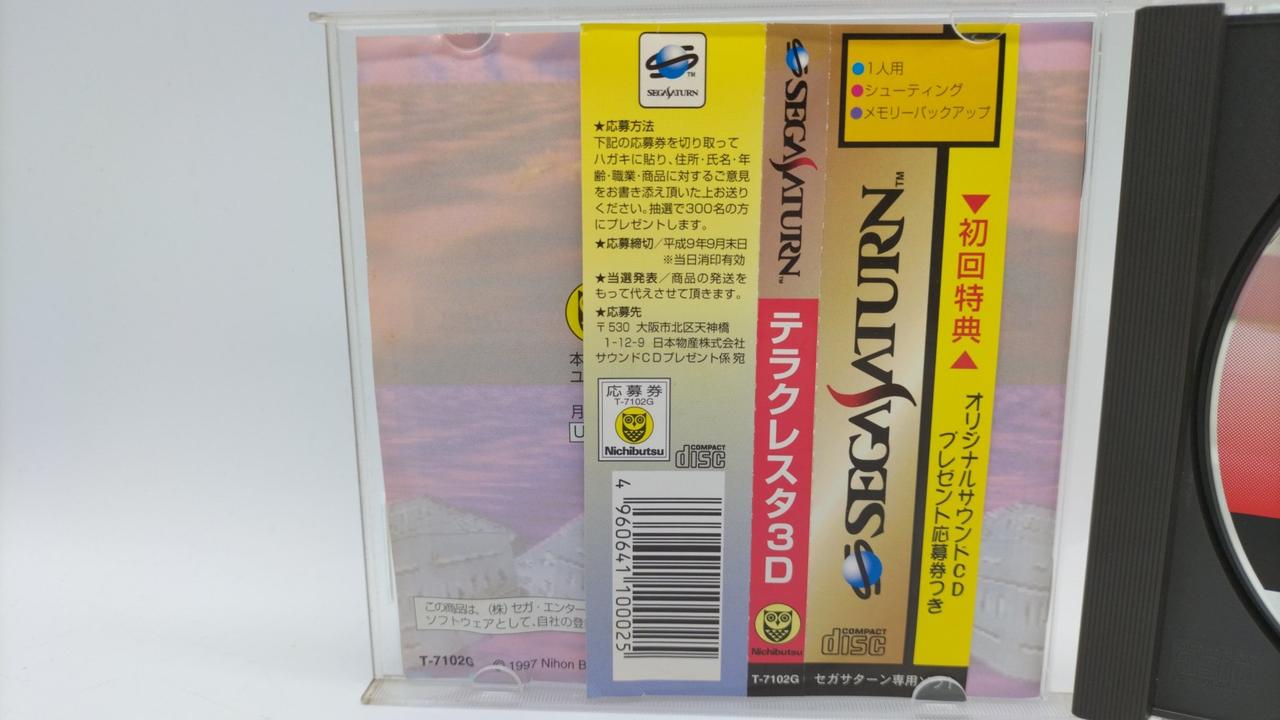 SEGA SATURN
TM
★応募方法
下記の応募券を切り取って
ハガキに貼り、住所・氏名・年
齢・職業・商品に対するご意見
をお書き添え頂いた上お送り
ください。抽選で300名の方
にプレゼントします。
★応募締切/平成9年9月末日
※当日消印有効
★当選発表/商品の発送を
もって代えさせて頂きます。
★応募先
〒530 大阪市北区天神橋
1-12-9 日本物産株式会社
サウンドCDプレゼント係 宛
応募券
T-7102G
Nichibutsu
COMPACT
disc
4 960641 100025
SEGA SATURN
TM
テラクレスタ3D
Nichibutsu
T-7102G
●1人用
●シューティング
●メモリーバックアップ
SEGA SATURN
TM
COMPACT
disc
セガサターン専用ソフト
▼初回特典▲
オリジナルサウンドCD
プレゼント応募券つき
本
ユ
月
U
この商品は、(株)セガ・エンター
ソフトウェアとして、自社の登
T-7102G
© 1997 Nihon B